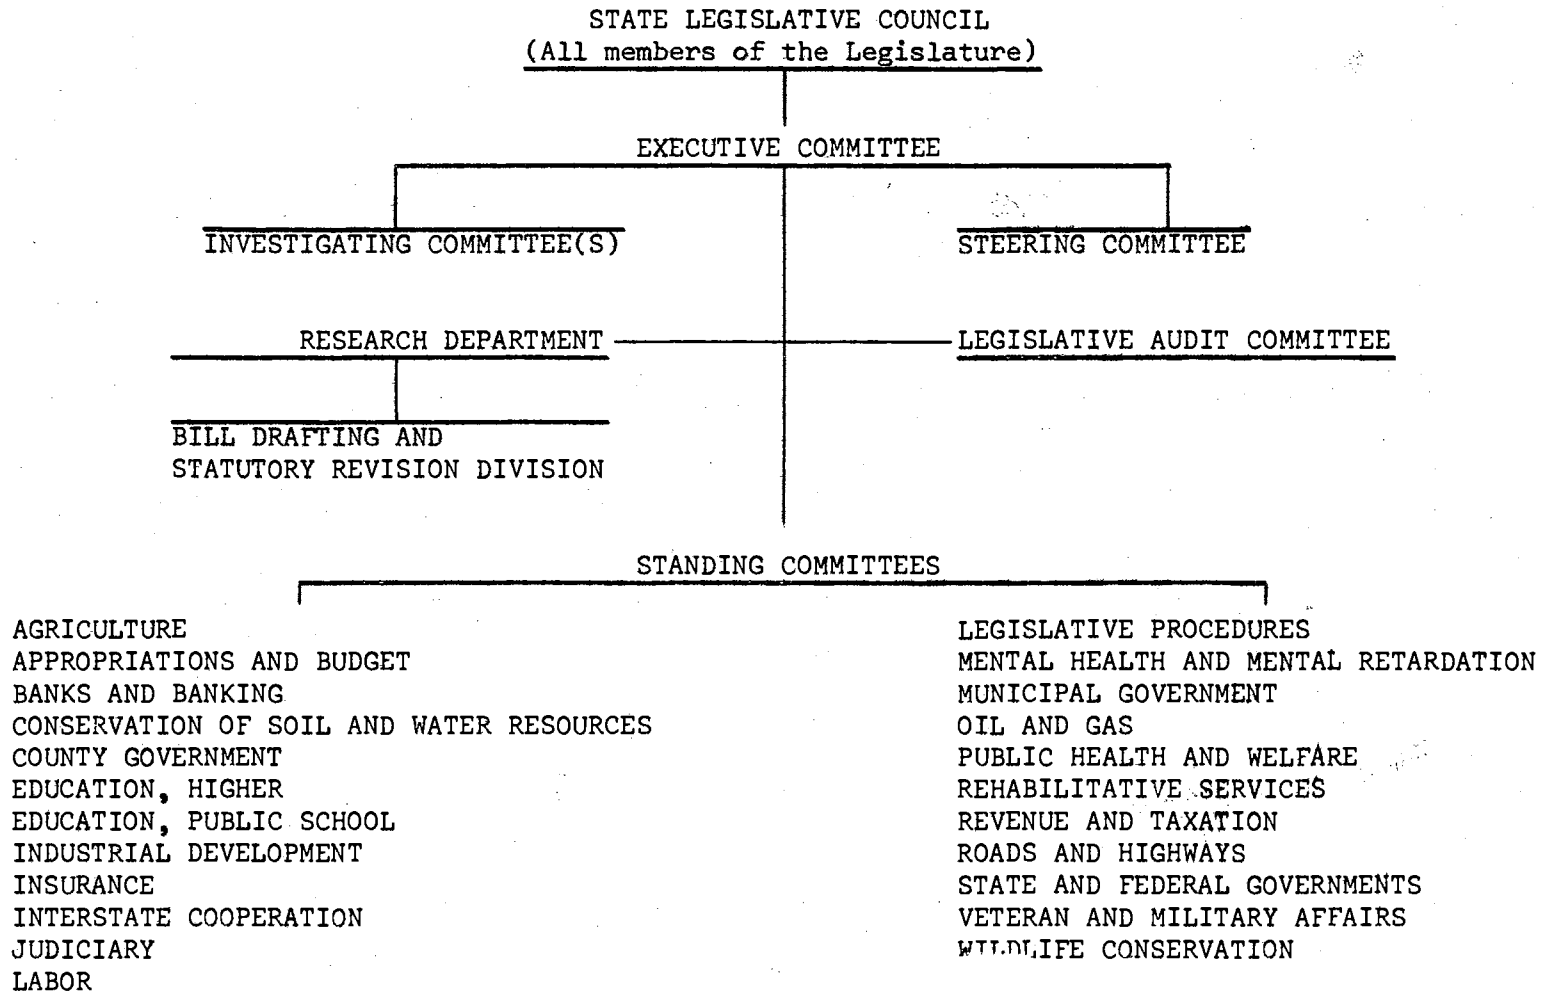 STATE LEGISLATIVE COUNCIL
(All members of the Legislature)
EXECUTIVE COMMITTEE
INVESTIGATING COMMITTEE(S)
STEERING COMMITTEE
RESEARCH DEPARTMENT
LEGISLATIVE AUDIT COMMITTEE
BILL DRAFTING AND
STATUTORY REVISION DIVISION
STANDING COMMITTEES
AGRICULTURE
APPROPRIATIONS AND BUDGET
BANKS AND BANKING
CONSERVATION OF SOIL AND WATER RESOURCES
COUNTY GOVERNMENT
EDUCATION, HIGHER
EDUCATION, PUBLIC SCHOOL
INDUSTRIAL DEVELOPMENT
INSURANCE
INTERSTATE COOPERATION
JUDICIARY
LABOR
LEGISLATIVE PROCEDURES
MENTAL HEALTH AND MENTAL RETARDATION
MUNICIPAL GOVERNMENT
OIL AND GAS
PUBLIC HEALTH AND WELFARE
REHABILITATIVE SERVICES
REVENUE AND TAXATION
ROADS AND HIGHWAYS
STATE AND FEDERAL GOVERNMENTS
VETERAN AND MILITARY AFFAIRS
WILDLIFE CONSERVATION